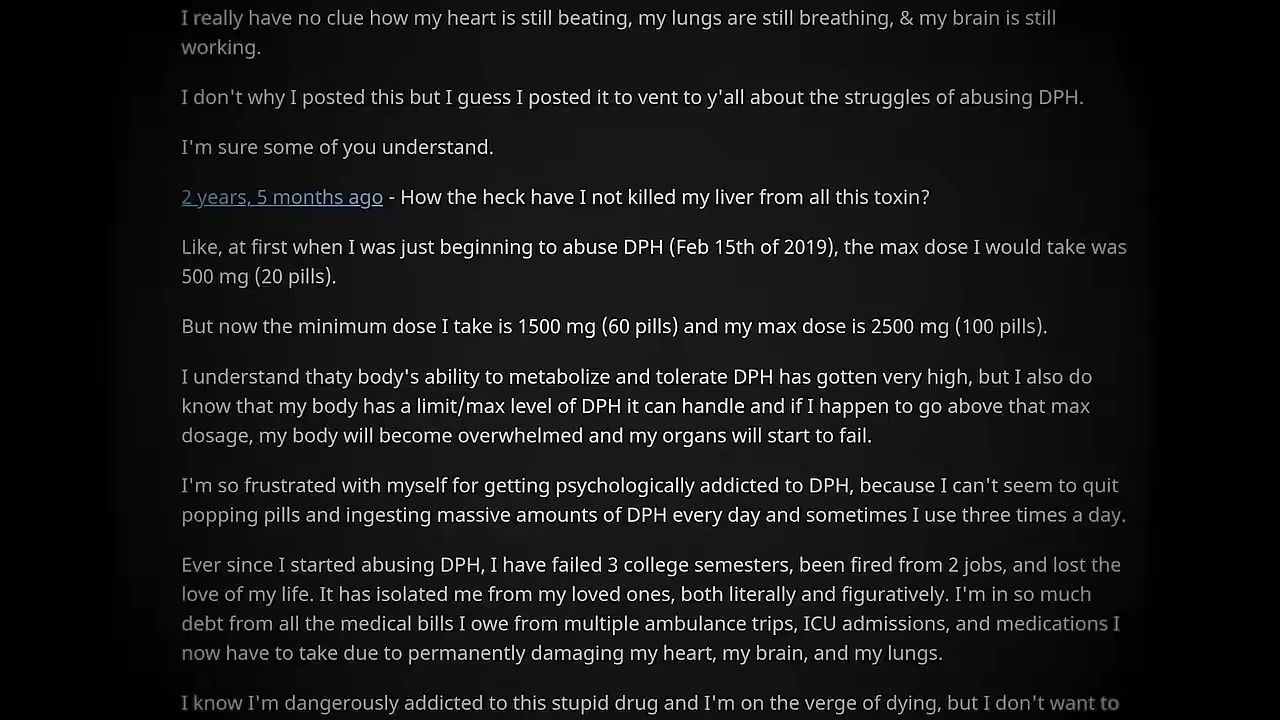 I really have no clue how my heart is still beating, my lungs are still breathing, & my brain is still
working.
I don't why I posted this but I guess I posted it to vent to y'all about the struggles of abusing DPH.
I'm sure some of you understand.
2 years, 5 months ago - How the heck have I not killed my liver from all this toxin?
Like, at first when I was just beginning to abuse DPH (Feb 15th of 2019), the max dose I would take was
500 mg (20 pills).
But now the minimum dose I take is 1500 mg (60 pills) and my max dose is 2500 mg (100 pills).
I understand thaty body's ability to metabolize and tolerate DPH has gotten very high, but I also do
know that my body has a limit/max level of DPH it can handle and if I happen to go above that max
dosage, my body will become overwhelmed and my organs will start to fail.
I'm so frustrated with myself for getting psychologically addicted to DPH, because I can't seem to quit
popping pills and ingesting massive amounts of DPH every day and sometimes I use three times a day.
Ever since I started abusing DPH, I have failed 3 college semesters, been fired from 2 jobs, and lost the
love of my life. It has isolated me from my loved ones, both literally and figuratively. I'm in so much
debt from all the medical bills I owe from multiple ambulance trips, ICU admissions, and medications I
now have to take due to permanently damaging my heart, my brain, and my lungs.
I know I'm dangerously addicted to this stupid drug and I'm on the verge of dying, but I don't want to